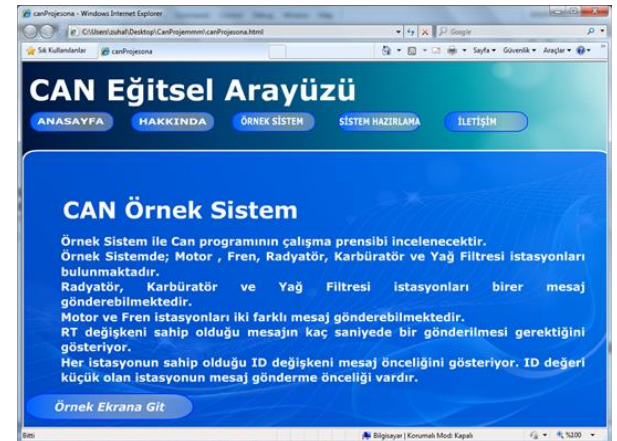 canProjesona - Windows Internet Explorer
C:\Users\zuhal\Desktop\CanProjemmm\canProjesona.html
Google
Sık Kullanılanlar canProjesona Sayfa Güvenlik Araçlar
CAN Eğitsel Arayüzü
ANASAYFA HAKKINDA ÖRNEK SİSTEM SİSTEM HAZIRLAMA İLETİŞİM
CAN Örnek Sistem
Örnek Sistem ile Can programının çalışma prensibi incelenecektir.
Örnek Sistemde; Motor , Fren, Radyatör, Karbüratör ve Yağ Filtresi istasyonları
bulunmaktadır.
Radyatör, Karbüratör ve Yağ Filtresi istasyonları birer mesaj
gönderebilmektedir.
Motor ve Fren istasyonları iki farklı mesaj gönderebilmektedir.
RT değişkeni sahip olduğu mesajın kaç saniyede bir gönderilmesi gerektiğini
gösteriyor.
Her istasyonun sahip olduğu ID değişkeni mesaj önceliğini gösteriyor. ID değeri
küçük olan istasyonun mesaj gönderme önceliği vardır.
Örnek Ekrana Git
Bitti Bilgisayar | Korumalı Mod: Kapalı %100